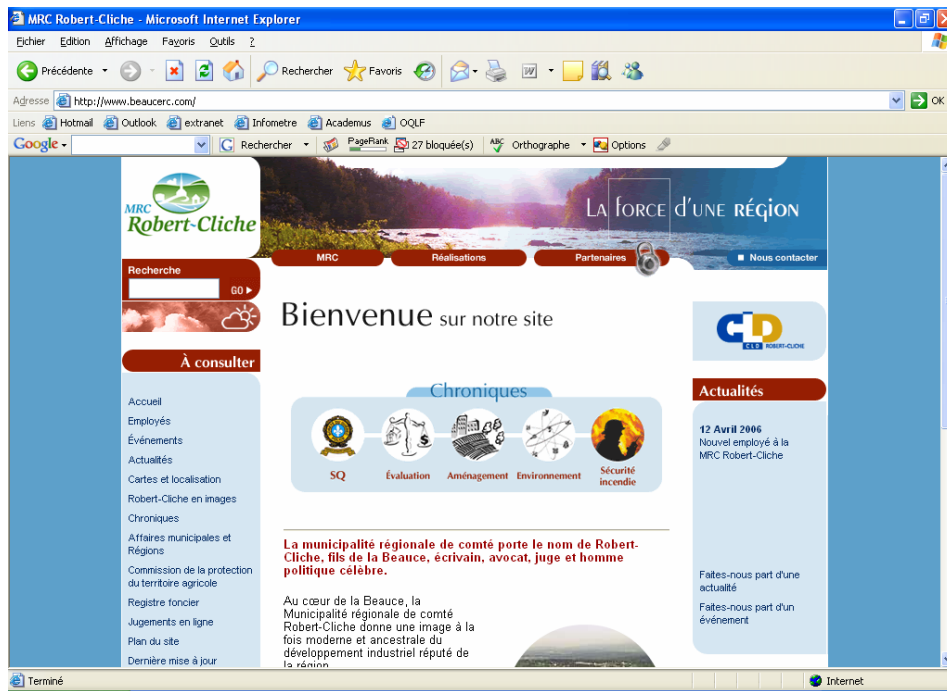 MRC Robert-Cliche - Microsoft Internet Explorer
Fichier Edition Affichage Favoris Outils ?
Précédente Rechercher Favoris
Adresse http://www.beaucerc.com/ OK
Liens Hotmail Outlook extranet Infometre Academus OQLF
Google Rechercher PageRank 27 bloquée(s) ABC Orthographe Options
MRC
Robert-Cliche
LA FORCE D'UNE RÉGION
MRC Réalisations Partenaires Nous contacter
Recherche
GO
Bienvenue sur notre site
CLD
CLD ROBERT-CLICHE
À consulter
Accueil
Employés
Événements
Actualités
Cartes et localisation
Robert-Cliche en images
Chroniques
Affaires municipales et
Régions
Commission de la protection
du territoire agricole
Registre foncier
Jugements en ligne
Plan du site
Dernière mise à jour
Chroniques
SQ Évaluation Aménagement Environnement Sécurité
incendie
La municipalité régionale de comté porte le nom de Robert-
Cliche, fils de la Beauce, écrivain, avocat, juge et homme
politique célèbre.
Au cœur de la Beauce, la
Municipalité régionale de comté
Robert-Cliche donne une image à la
fois moderne et ancestrale du
développement industriel réputé de
la région
Actualités
12 Avril 2006
Nouvel employé à la
MRC Robert-Cliche
Faites-nous part d'une
actualité
Faites-nous part d'un
événement
Terminé Internet